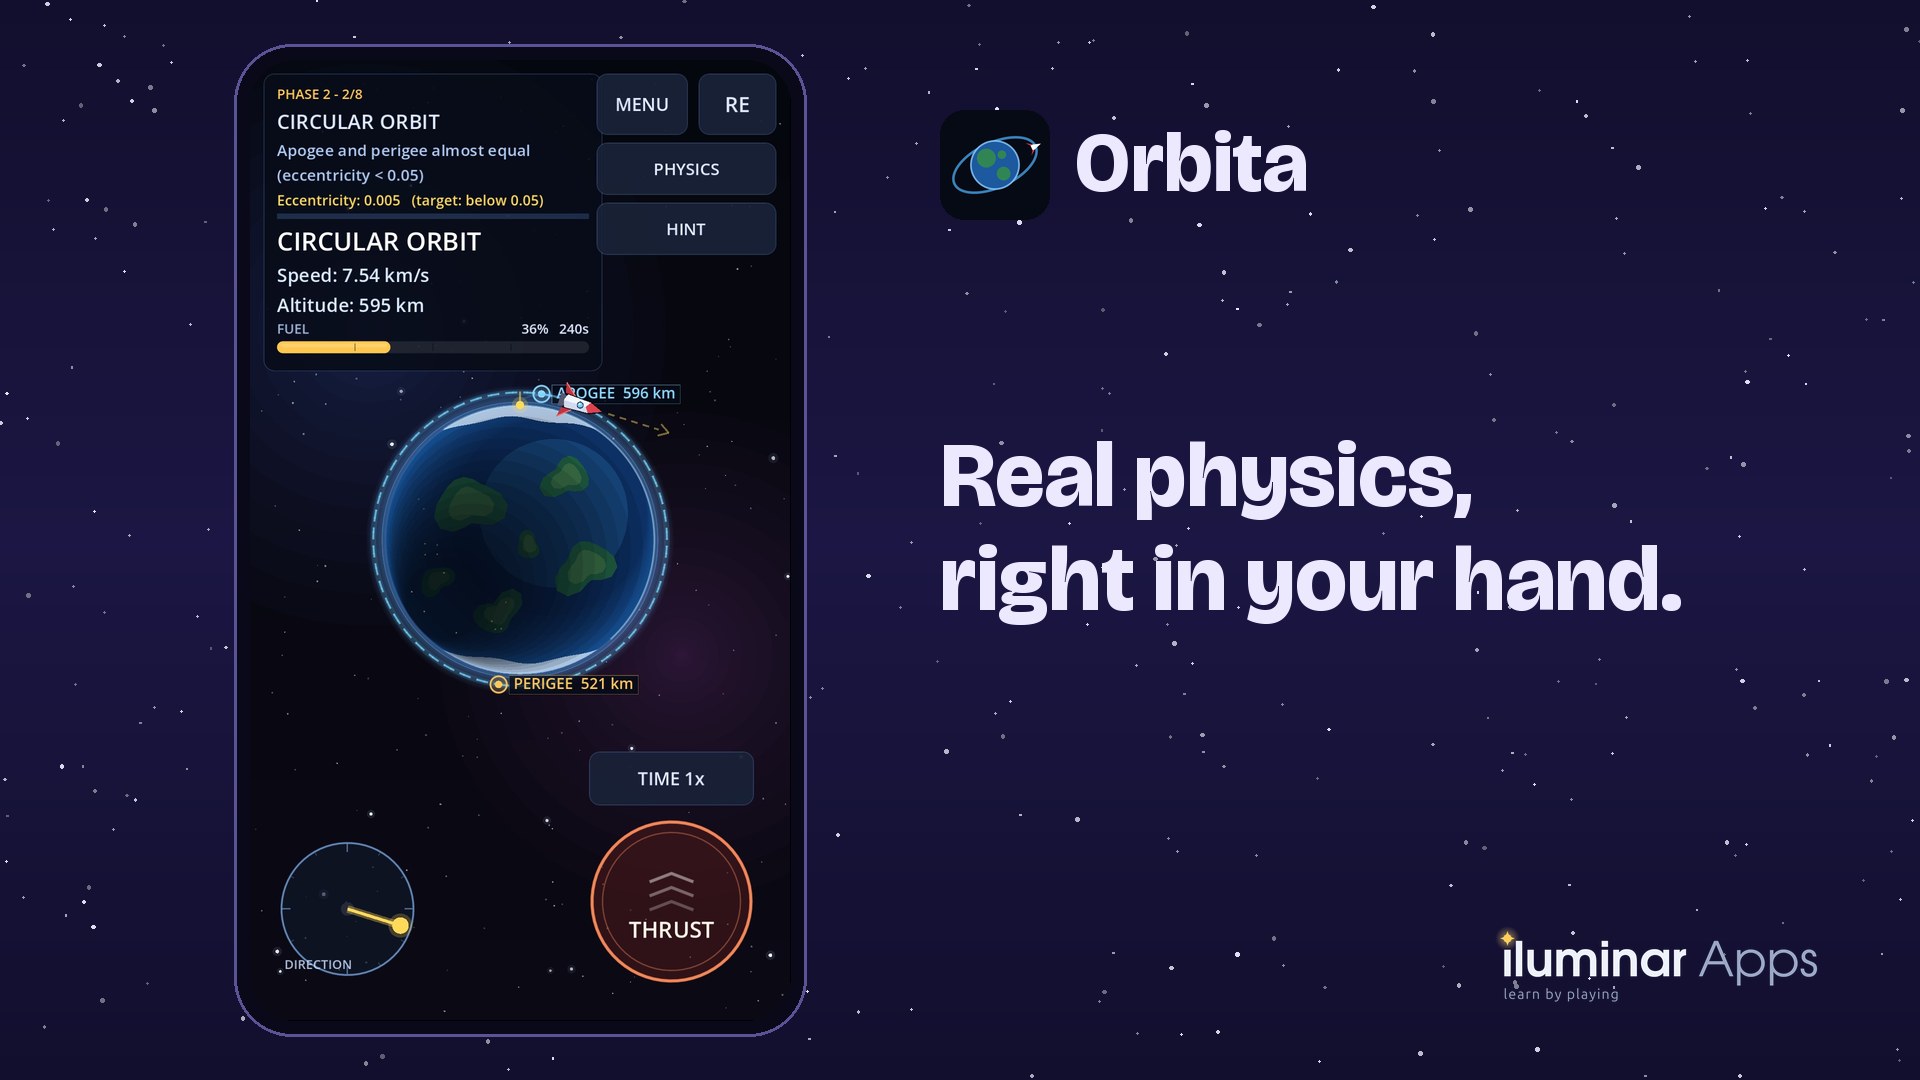 PHASE 2 - 2/8
CIRCULAR ORBIT
Apogee and perigee almost equal
(eccentricity < 0.05)
Eccentricity: 0.005 (target: below 0.05)
CIRCULAR ORBIT
Speed: 7.54 km/s
Altitude: 595 km
FUEL 36% 240s
MENU
RE
PHYSICS
HINT
APOGEE 596 km
PERIGEE 521 km
TIME 1x
THRUST
DIRECTION
Orbita
Real physics,
right in your hand.
iluminar Apps
learn by playing